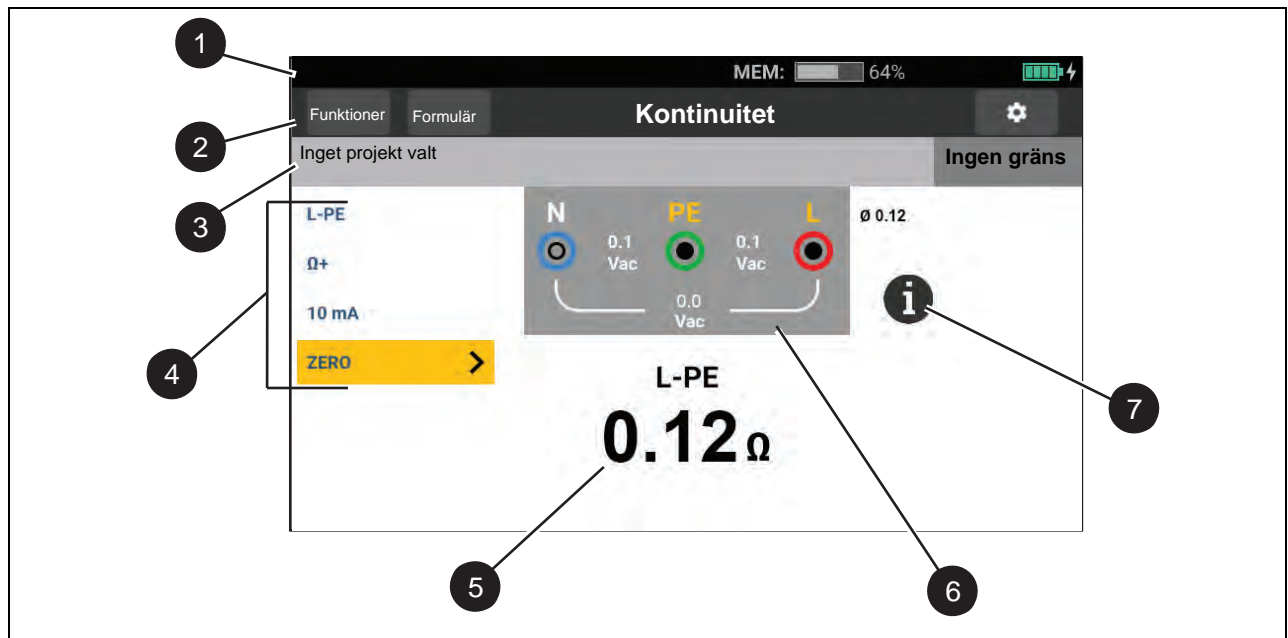 1
MEM: 64%
2
Funktioner Formulär Kontinuitet
3
Inget projekt valt Ingen gräns
4
L-PE
Ω+
10 mA
ZERO
N PE L
0.1 Vac
0.1 Vac
0.0 Vac
Ø 0.12
i
7
L-PE
0.12 Ω
5
6